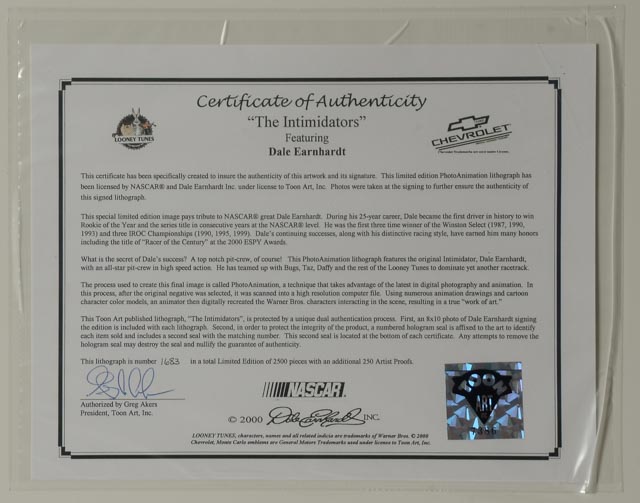 Certificate of Authenticity
"The Intimidators"
Featuring
Dale Earnhardt
LOONEY TUNES
CHEVROLET
This certificate has been specifically created to insure the authenticity of this artwork and its signature. This limited edition PhotoAnimation lithograph has
been licensed by NASCAR® and Dale Earnhardt Inc. under license to Toon Art, Inc. Photos were taken at the signing to further ensure the authenticity of
this signed lithograph.
This special limited edition image pays tribute to NASCAR® great Dale Earnhardt. During his 25-year career, Dale became the first driver in history to win
Rookie of the Year and the series title in consecutive years at the NASCAR® level. He was the first three time winner of the Winston Select (1987, 1990,
1993) and three IROC Championships (1990, 1995, 1999). Dale's continuing successes, along with his distinctive racing style, have earned him many honors
including the title of "Racer of the Century" at the 2000 ESPY Awards.
What is the secret of Dale's success? A top notch pit-crew, of course! This PhotoAnimation lithograph features the original Intimidator, Dale Earnhardt,
with an all-star pit-crew in high speed action. He has teamed up with Bugs, Taz, Daffy and the rest of the Looney Tunes to dominate yet another racetrack.
The process used to create this final image is called PhotoAnimation, a technique that takes advantage of the latest in digital photography and animation. In
this process, after the original negative was selected, it was scanned into a high resolution computer file. Using numerous animation drawings and cartoon
character color models, an animator then digitally recreated the Warner Bros. characters interacting in the scene, resulting in a true "work of art."
This Toon Art published lithograph, "The Intimidators", is protected by a unique dual authentication process. First, an 8x10 photo of Dale Earnhardt signing
the edition is included with each lithograph. Second, in order to protect the integrity of the product, a numbered hologram seal is affixed to the art to identify
each item sold and includes a second seal with the matching number. This second seal is located at the bottom of each certificate. Any attempts to remove the
hologram seal may destroy the seal and nullify the guarantee of authenticity.
This lithograph is number 1683 in a total Limited Edition of 2500 pieces with an additional 250 Artist Proofs.
Authorized by Greg Akers
President, Toon Art, Inc.
NASCAR
© 2000 Dale Earnhardt INC.
TOON
ART
LOONEY TUNES, characters, names and all related indicia are trademarks of Warner Bros. © 2000
Chevrolet, Monte Carlo emblems are General Motors Trademarks used under license to Toon Art, Inc.